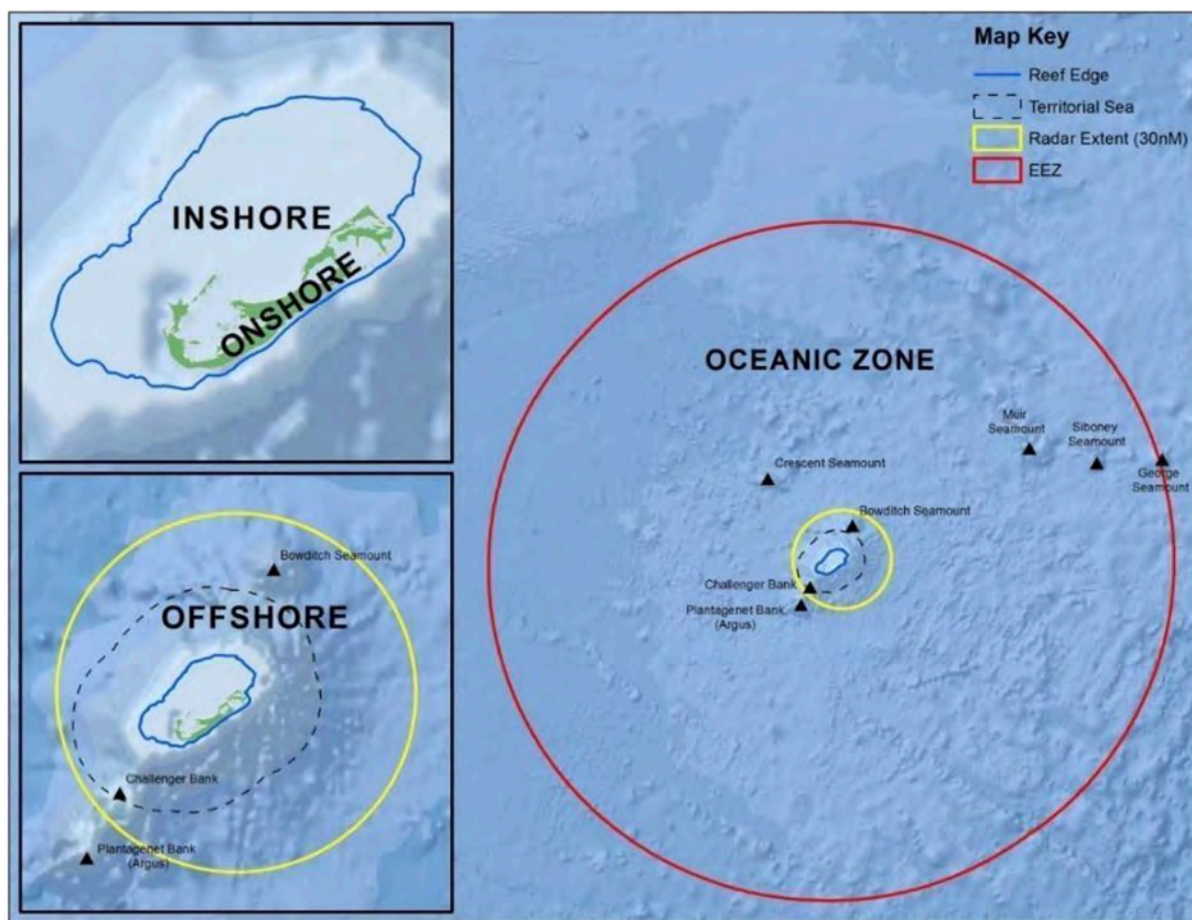 INSHORE
ONSHORE
Bowditch Seamount
OFFSHORE
Challenger Bank
Plantagenet Bank
(Argus)
Map Key
Reef Edge
Territorial Sea
Radar Extent (30nM)
EEZ
OCEANIC ZONE
Muir
Seamount
Siboney
Seamount
George
Seamount
Crescent Seamount
Bowditch Seamount
Challenger Bank
Plantagenet Bank
(Argus)